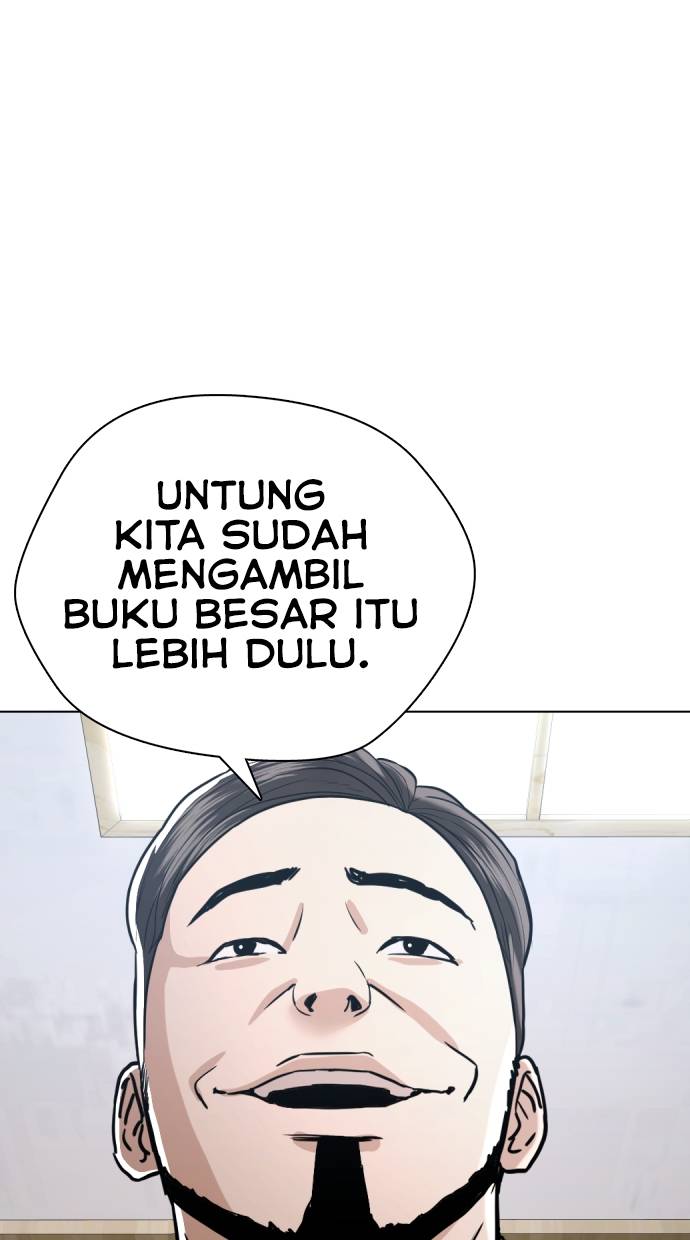 UNTUNG
KITA SUDAH
MENGAMBIL
BUKU BESAR ITU
LEBIH DULU.